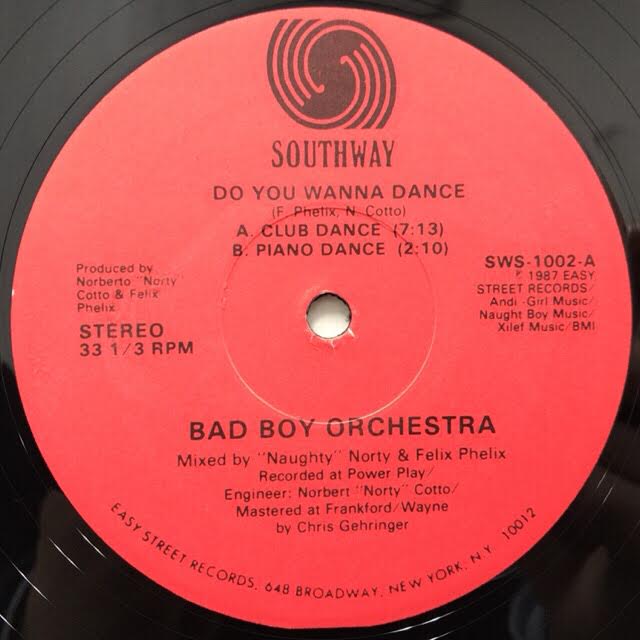 SOUTHWAY
DO YOU WANNA DANCE
(F. Phelix, N. Cotto)
A. CLUB DANCE (7:13)
B. PIANO DANCE (2:10)
Produced by
Norberto "Norty"
Cotto & Felix
Phelix
STEREO
33 1/3 RPM
SWS-1002-A
℗ 1987 EASY
STREET RECORDS/
Andi-Girl Music/
Naught Boy Music/
Xilef Music/BMI
BAD BOY ORCHESTRA
Mixed by "Naughty" Norty & Felix Phelix
Recorded at Power Play/
Engineer: Norbert "Norty" Cotto/
Mastered at Frankford/Wayne
by Chris Gehringer
EASY STREET RECORDS, 648 BROADWAY, NEW YORK, N.Y. 10012